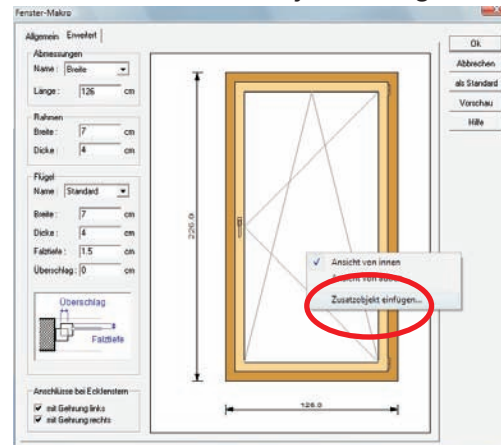 Fenster-Makro
Allgemein Erweitert
Abmessungen
Name : Breite
Länge : 126 cm
Rahmen
Breite : 7 cm
Dicke : 4 cm
Flügel
Name : Standard
Breite : 7 cm
Dicke : 4 cm
Falztiefe : 1.5 cm
Überschlag : 0 cm
Überschlag
Falztiefe
Anschlüsse bei Eckfenstern
mit Gehrung links
mit Gehrung rechts
226.0
126.0
Ansicht von innen
Ansicht von
Zusatzobjekt einfügen...
Ok
Abbrechen
als Standard
Vorschau
Hilfe